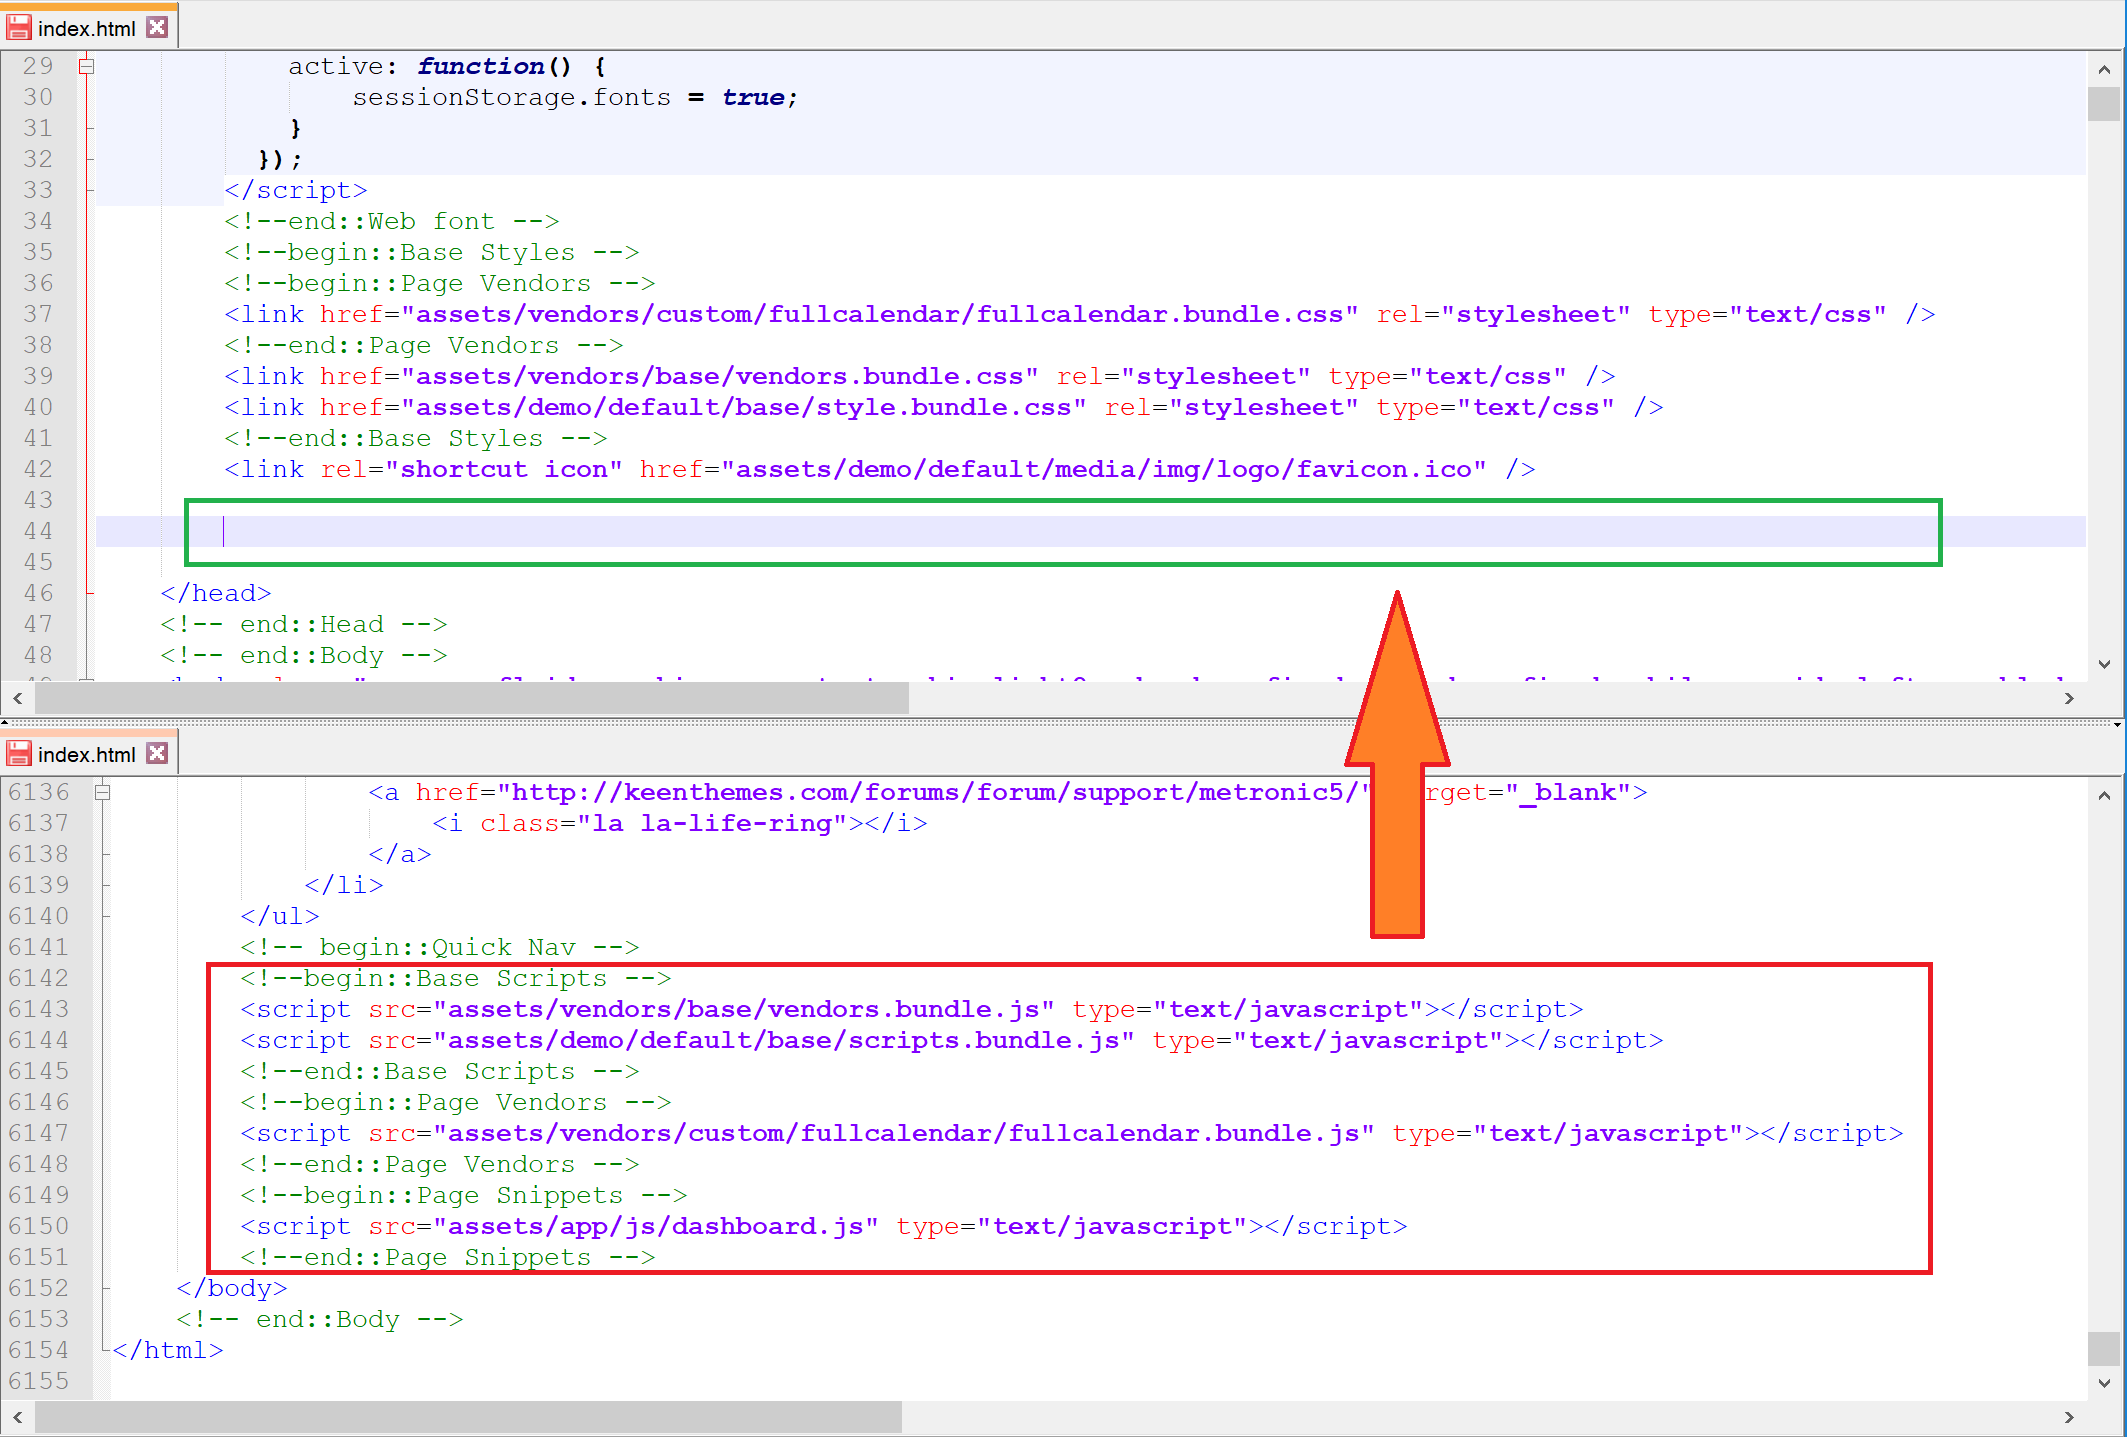 index.html
29 active: function() {
30 sessionStorage.fonts = true;
31 }
32 });
33 </script>
34 <!--end::Web font -->
35 <!--begin::Base Styles -->
36 <!--begin::Page Vendors -->
37 <link href="assets/vendors/custom/fullcalendar/fullcalendar.bundle.css" rel="stylesheet" type="text/css" />
38 <!--end::Page Vendors -->
39 <link href="assets/vendors/base/vendors.bundle.css" rel="stylesheet" type="text/css" />
40 <link href="assets/demo/default/base/style.bundle.css" rel="stylesheet" type="text/css" />
41 <!--end::Base Styles -->
42 <link rel="shortcut icon" href="assets/demo/default/media/img/logo/favicon.ico" />
43
44
45
46 </head>
47 <!-- end::Head -->
48 <!-- end::Body -->
index.html
6136 <a href="http://keenthemes.com/forums/forum/support/metronic5/" rget="_blank">
6137 <i class="la la-life-ring"></i>
6138 </a>
6139 </li>
6140 </ul>
6141 <!-- begin::Quick Nav -->
6142 <!--begin::Base Scripts -->
6143 <script src="assets/vendors/base/vendors.bundle.js" type="text/javascript"></script>
6144 <script src="assets/demo/default/base/scripts.bundle.js" type="text/javascript"></script>
6145 <!--end::Base Scripts -->
6146 <!--begin::Page Vendors -->
6147 <script src="assets/vendors/custom/fullcalendar/fullcalendar.bundle.js" type="text/javascript"></script>
6148 <!--end::Page Vendors -->
6149 <!--begin::Page Snippets -->
6150 <script src="assets/app/js/dashboard.js" type="text/javascript"></script>
6151 <!--end::Page Snippets -->
6152 </body>
6153 <!-- end::Body -->
6154 </html>
6155